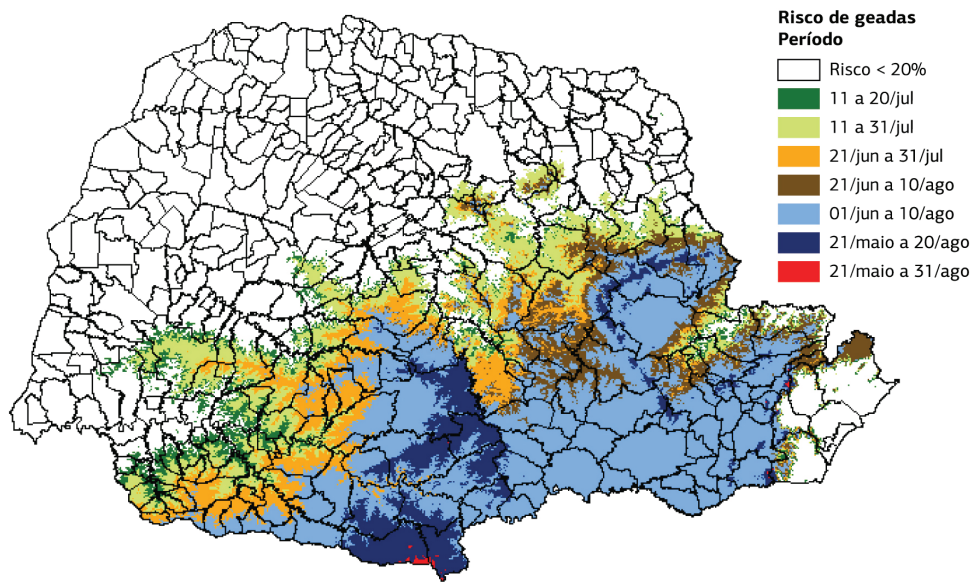 Risco de geadas
Período
Risco < 20%
11 a 20/jul
11 a 31/jul
21/jun a 31/jul
21/jun a 10/ago
01/jun a 10/ago
21/maio a 20/ago
21/maio a 31/ago